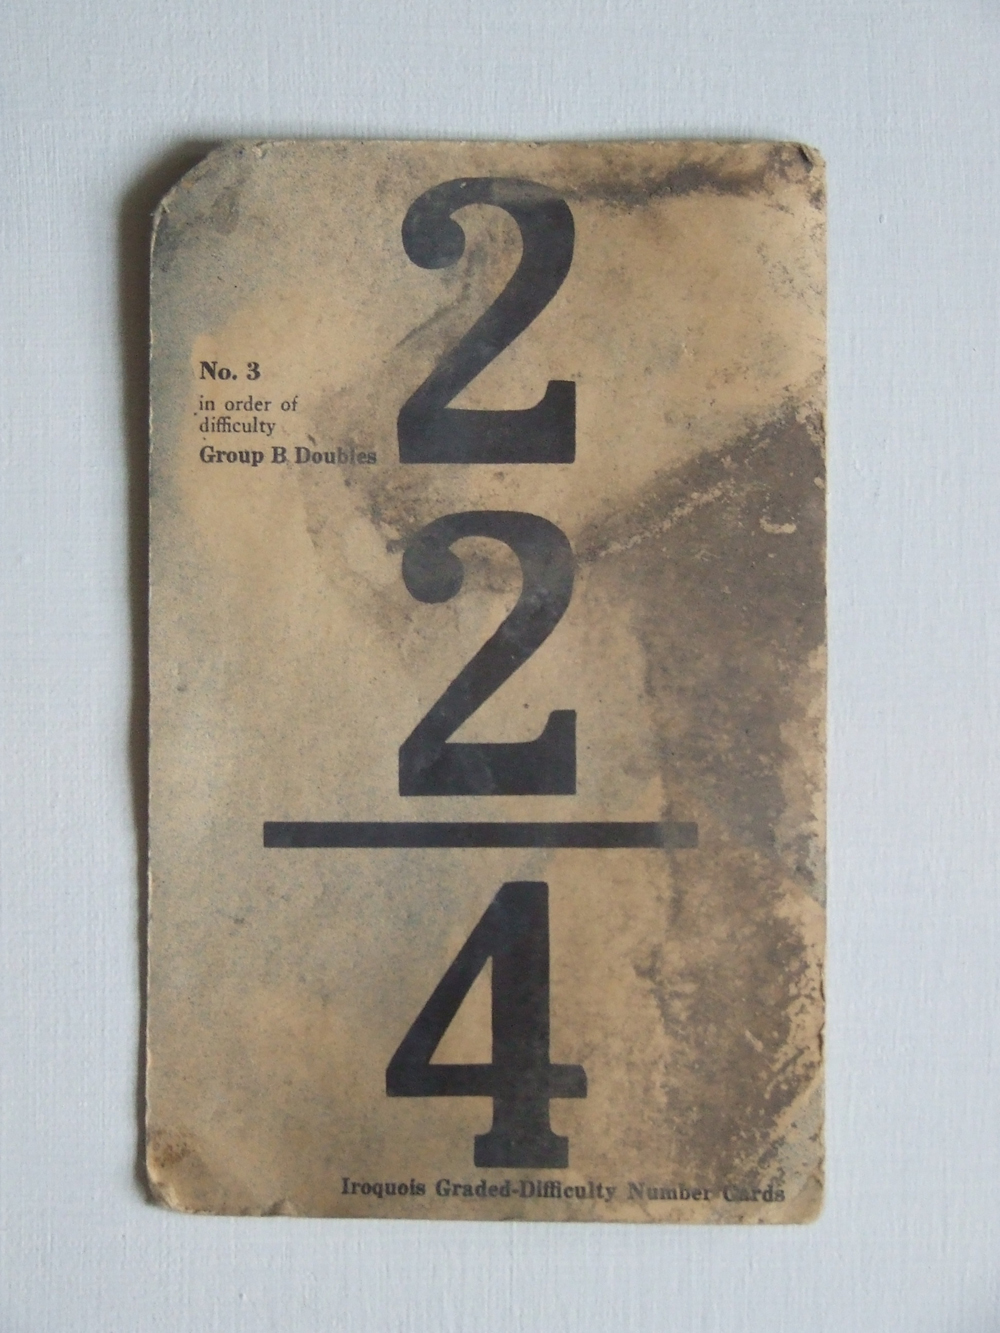 2
No. 3
in order of
difficulty
Group B Doubles
2
4
Iroquois Graded-Difficulty Number Cards